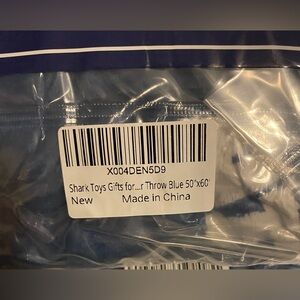 X004DEN5D9
Shark Toys Gifts for...r Throw Blue 50"x60"
New Made in China